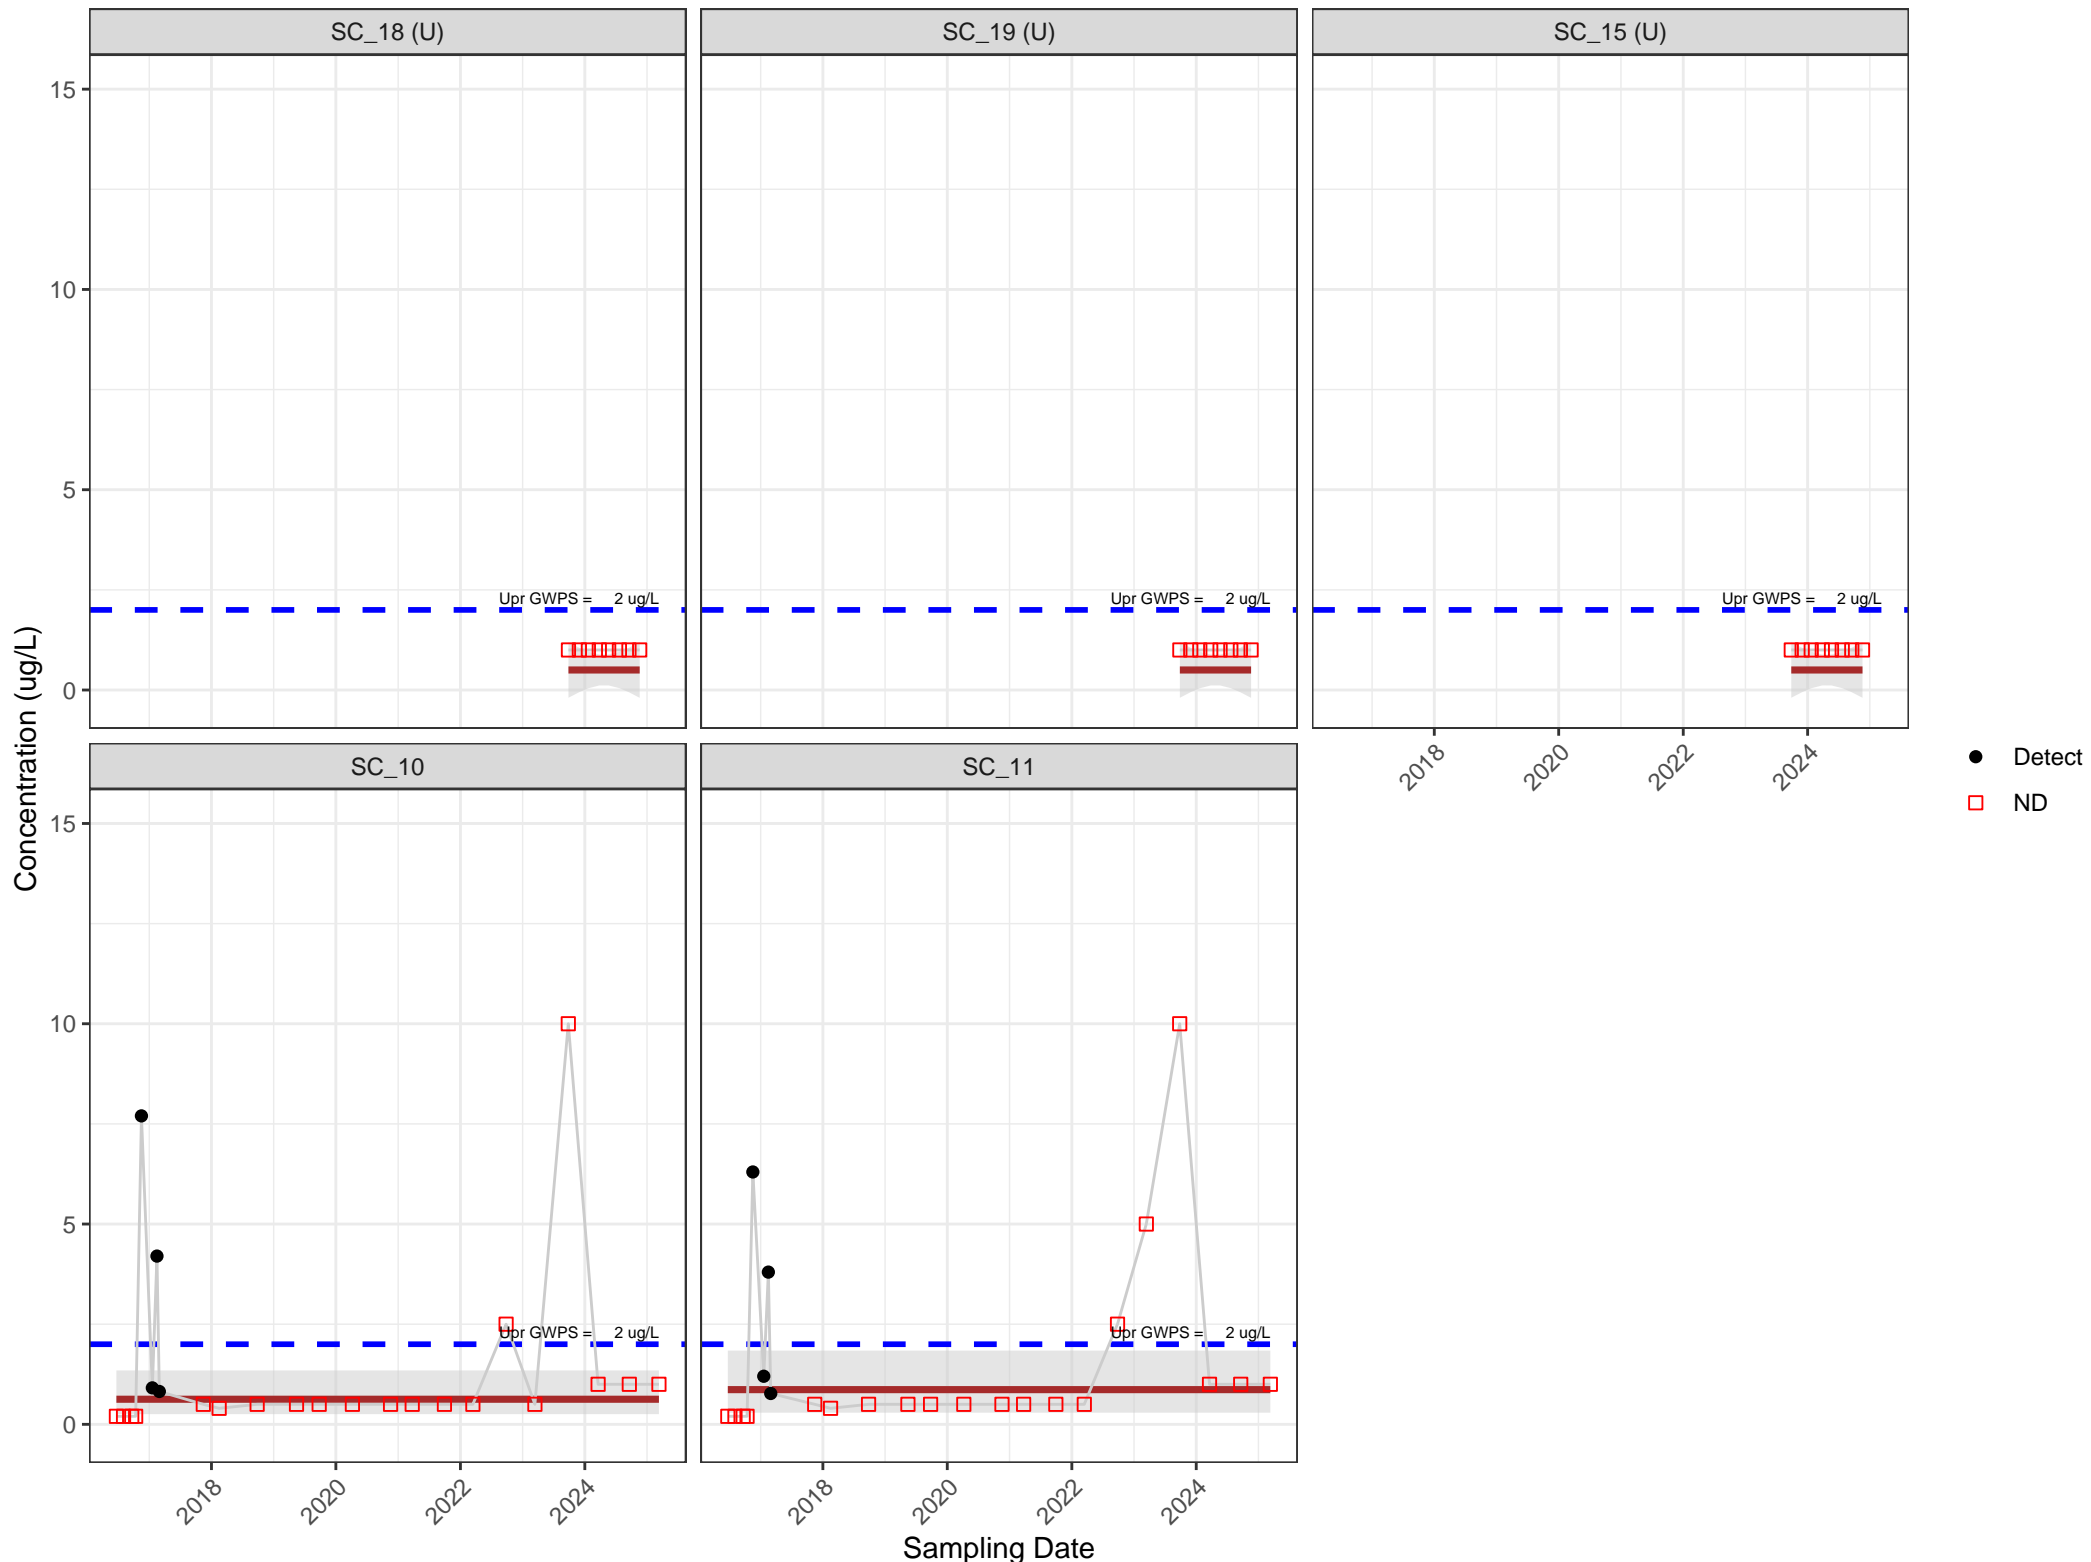 SC_18 (U)
SC_19 (U)
SC_15 (U)
15
10
5
0
Upr GWPS = 2 ug/L
Upr GWPS = 2 ug/L
Upr GWPS = 2 ug/L
2018
2020
2022
2024
Concentration (ug/L)
SC_10
SC_11
Detect
ND
15
10
5
0
Upr GWPS = 2 ug/L
Upr GWPS = 2 ug/L
2018
2020
2022
2024
2018
2020
2022
2024
Sampling Date